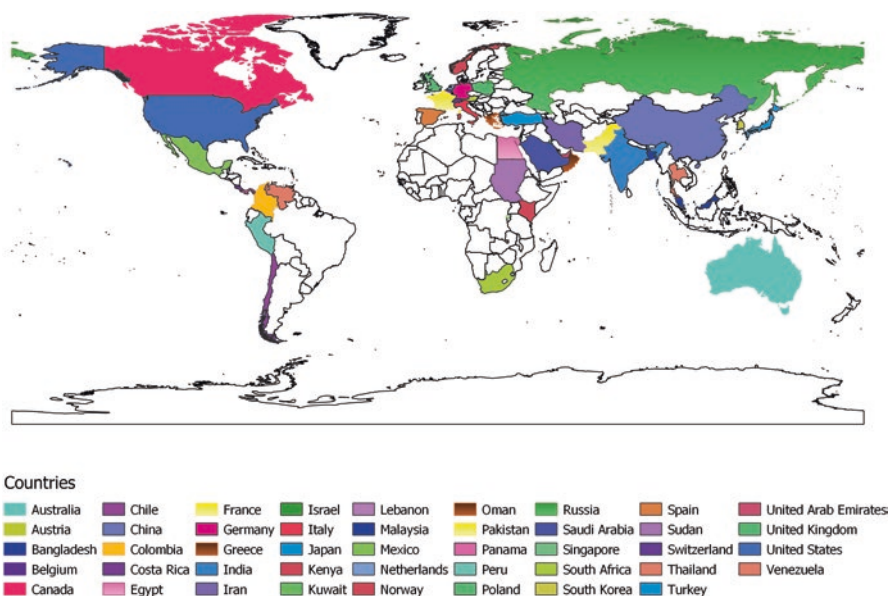 Countries
Australia Chile France Israel Lebanon Oman Russia Spain United Arab Emirates
Austria China Germany Italy Malaysia Pakistan Saudi Arabia Sudan United Kingdom
Bangladesh Colombia Greece Japan Mexico Panama Singapore Switzerland United States
Belgium Costa Rica India Kenya Netherlands Peru South Africa Thailand Venezuela
Canada Egypt Iran Kuwait Norway Poland South Korea Turkey